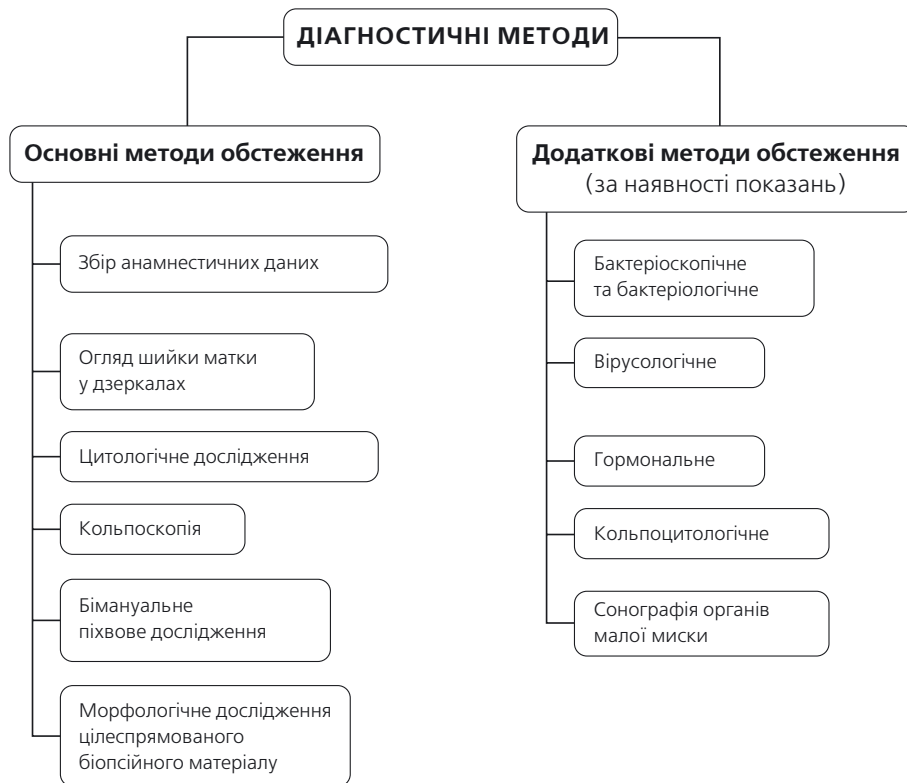 ДІАГНОСТИЧНІ МЕТОДИ
Основні методи обстеження
Збір анамнестичних даних
Огляд шийки матки
у дзеркалах
Цитологічне дослідження
Кольпоскопія
Бімануальне
піхвове дослідження
Морфологічне дослідження
цілеспрямованого
біопсійного матеріалу
Додаткові методи обстеження
(за наявності показань)
Бактеріоскопічне
та бактеріологічне
Вірусологічне
Гормональне
Кольпоцитологічне
Сонографія органів
малої миски